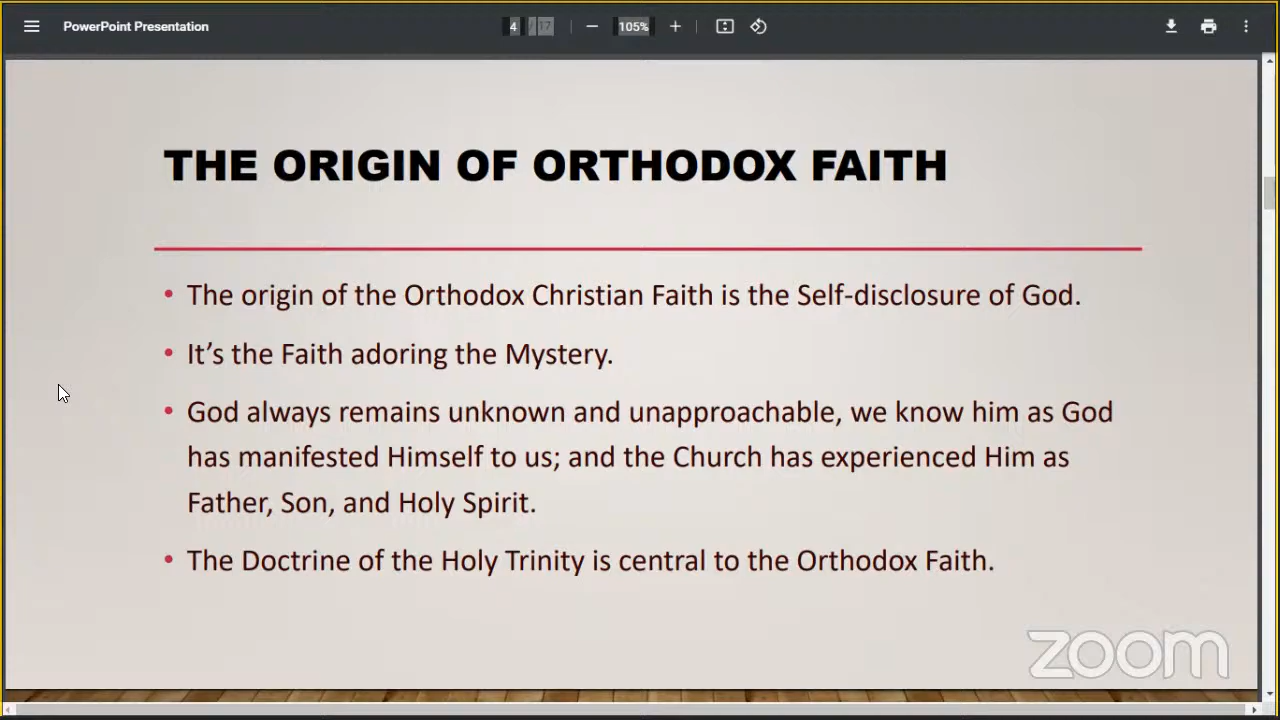 PowerPoint Presentation
4 / 17
105%
THE ORIGIN OF ORTHODOX FAITH
• The origin of the Orthodox Christian Faith is the Self-disclosure of God.
• It’s the Faith adoring the Mystery.
• God always remains unknown and unapproachable, we know him as God
has manifested Himself to us; and the Church has experienced Him as
Father, Son, and Holy Spirit.
• The Doctrine of the Holy Trinity is central to the Orthodox Faith.
zoom